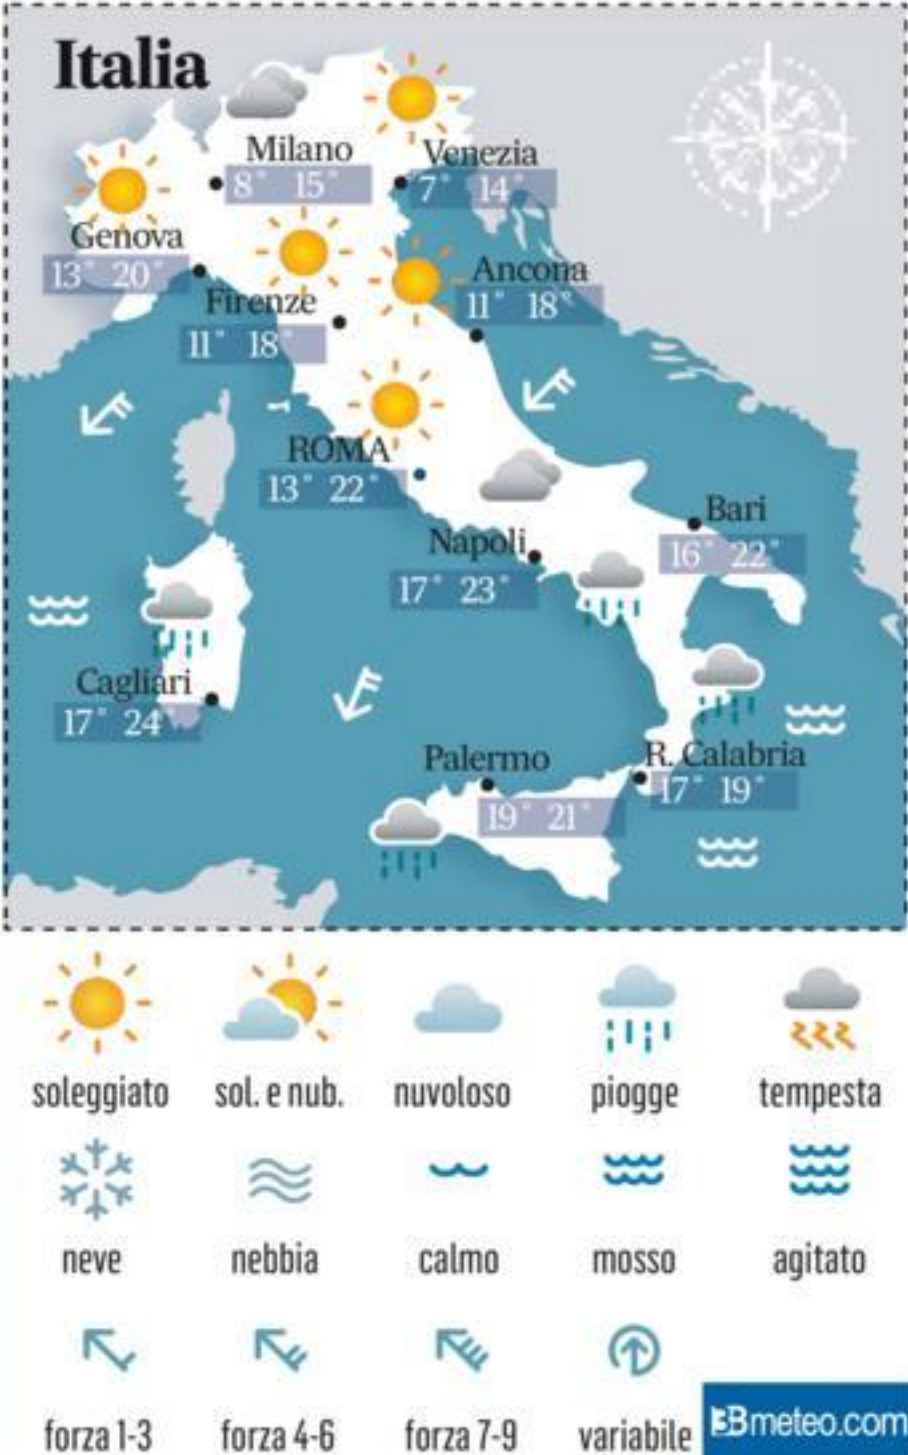 Italia
Milano
8° 15°
Venezia
7° 14°
Genova
13° 20°
Firenze
11° 18°
Ancona
11° 18°
ROMA
13° 22°
Bari
16° 22°
Napoli
17° 23°
Cagliari
17° 24°
Palermo
19° 21°
R. Calabria
17° 19°
soleggiato sol. e nub. nuvoloso piogge tempesta
neve nebbia calmo mosso agitato
forza 1-3 forza 4-6 forza 7-9 variabile
3Bmeteo.com